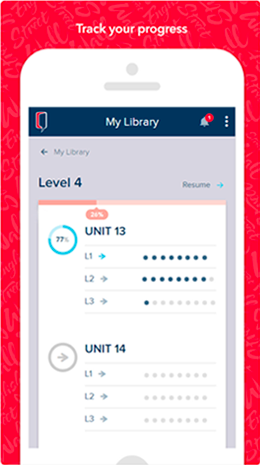 Track your progress
1
My Library
← My Library
Level 4
Resume →
26%
77%
UNIT 13
L1 →
L2 →
L3 →
UNIT 14
L1 →
L2 →
L3 →